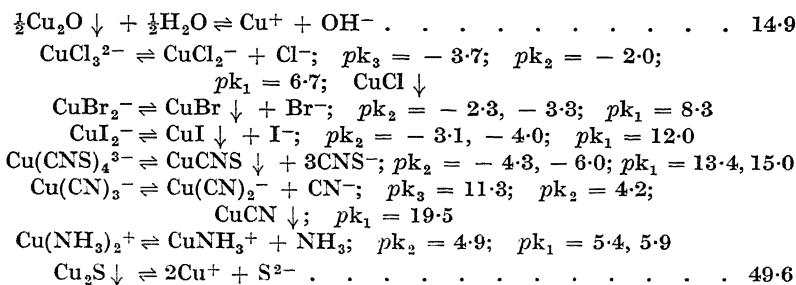 ½Cu₂O ↓ + ½H₂O ⇌ Cu⁺ + OH⁻ . . . . . . . . . 14·9
CuCl₃²⁻ ⇌ CuCl₂⁻ + Cl⁻; pk₃ = − 3·7; pk₂ = − 2·0;
pk₁ = 6·7; CuCl ↓
CuBr₂⁻ ⇌ CuBr ↓ + Br⁻; pk₂ = − 2·3, − 3·3; pk₁ = 8·3
CuI₂⁻ ⇌ CuI ↓ + I⁻; pk₂ = − 3·1, − 4·0; pk₁ = 12·0
Cu(CNS)₄³⁻ ⇌ CuCNS ↓ + 3CNS⁻; pk₂ = − 4·3, − 6·0; pk₁ = 13·4, 15·0
Cu(CN)₃⁻ ⇌ Cu(CN)₂⁻ + CN⁻; pk₃ = 11·3; pk₂ = 4·2;
CuCN ↓; pk₁ = 19·5
Cu(NH₃)₂⁺ ⇌ CuNH₃⁺ + NH₃; pk₂ = 4·9; pk₁ = 5·4, 5·9
Cu₂S ↓ ⇌ 2Cu⁺ + S²⁻ . . . . . . . . . . . 49·6